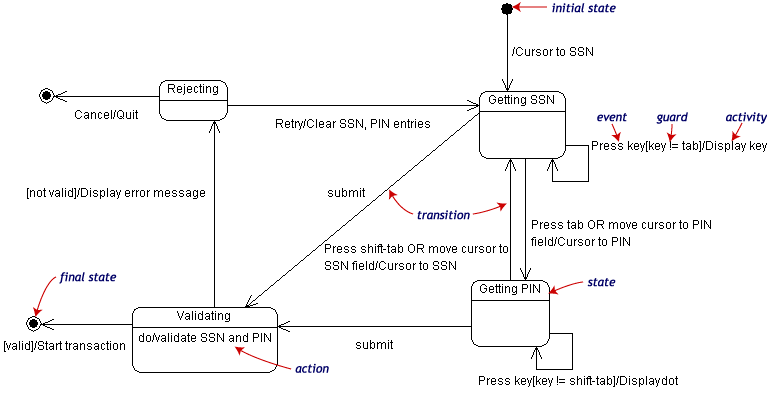 initial state
/Cursor to SSN
Rejecting
Getting SSN
Cancel/Quit
Retry/Clear SSN, PIN entries
event
guard
activity
Press key[key != tab]/Display key
[not valid]/Display error message
submit
transition
Press tab OR move cursor to PIN
field/Cursor to PIN
Press shift-tab OR move cursor to
SSN field/Cursor to SSN
final state
Getting PIN
state
Validating
do/validate SSN and PIN
[valid]/Start transaction
submit
action
Press key[key != shift-tab]/Displaydot